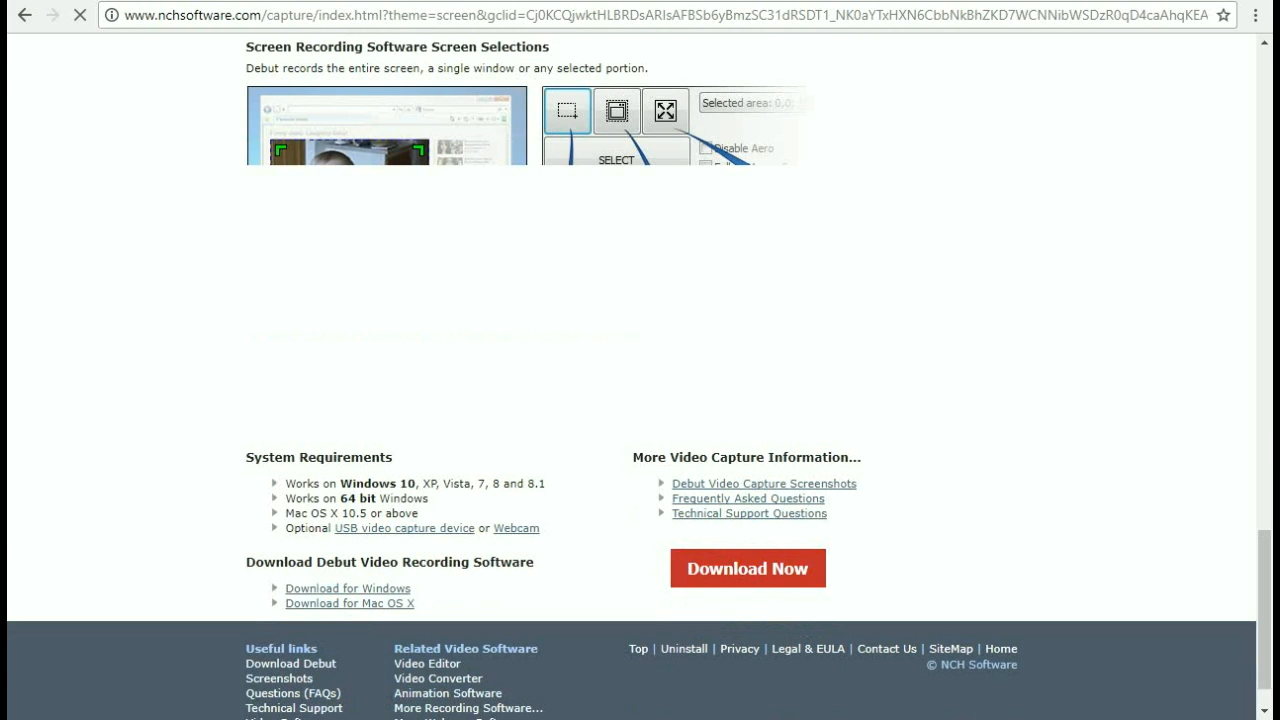 www.nchsoftware.com/capture/index.html?theme=screen&gclid=Cj0KCQjwktHLBRDsARIsAFBSb6yBmzSC31dRSDT1_NK0aYTxHXN6CbbNkBhZKD7WCNNibWSDzR0qD4caAhqKEA
Screen Recording Software Screen Selections
Debut records the entire screen, a single window or any selected portion.
Selected area: 0,0;
Disable Aero
SELECT
System Requirements
Works on Windows 10, XP, Vista, 7, 8 and 8.1
Works on 64 bit Windows
Mac OS X 10.5 or above
Optional USB video capture device or Webcam
More Video Capture Information...
Debut Video Capture Screenshots
Frequently Asked Questions
Technical Support Questions
Download Now
Download Debut Video Recording Software
Download for Windows
Download for Mac OS X
Useful links
Download Debut
Screenshots
Questions (FAQs)
Technical Support
Related Video Software
Video Editor
Video Converter
Animation Software
More Recording Software...
Top | Uninstall | Privacy | Legal & EULA | Contact Us | SiteMap | Home
© NCH Software